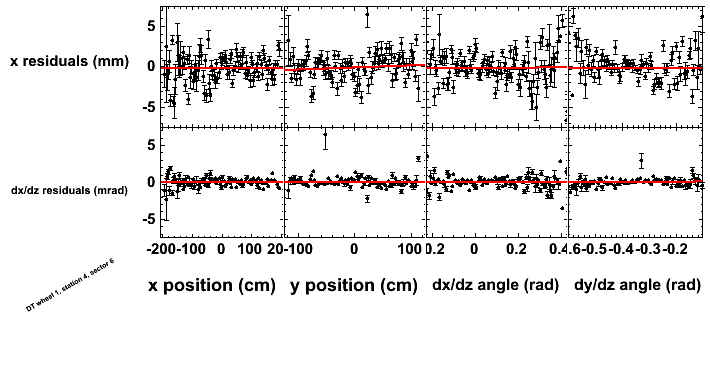 x residuals (mm)
5
0
-5
dx/dz residuals (mrad)
5
0
-5
-200-100 0 100 20-100 0 100 0.2 0 0.2 0.4.6-0.5-0.4-0.3-0.2
x position (cm) y position (cm) dx/dz angle (rad) dy/dz angle (rad)
DT wheel 1, station 4, sector 6